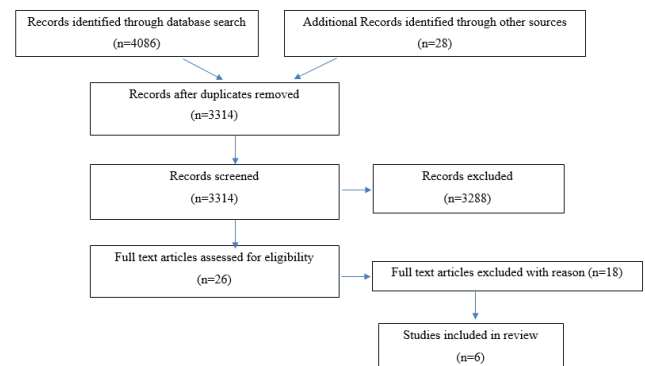 Records identified through database search
(n=4086)
Additional Records identified through other sources
(n=28)
Records after duplicates removed
(n=3314)
Records screened
(n=3314)
Records excluded
(n=3288)
Full text articles assessed for eligibility
(n=26)
Full text articles excluded with reason (n=18)
Studies included in review
(n=6)